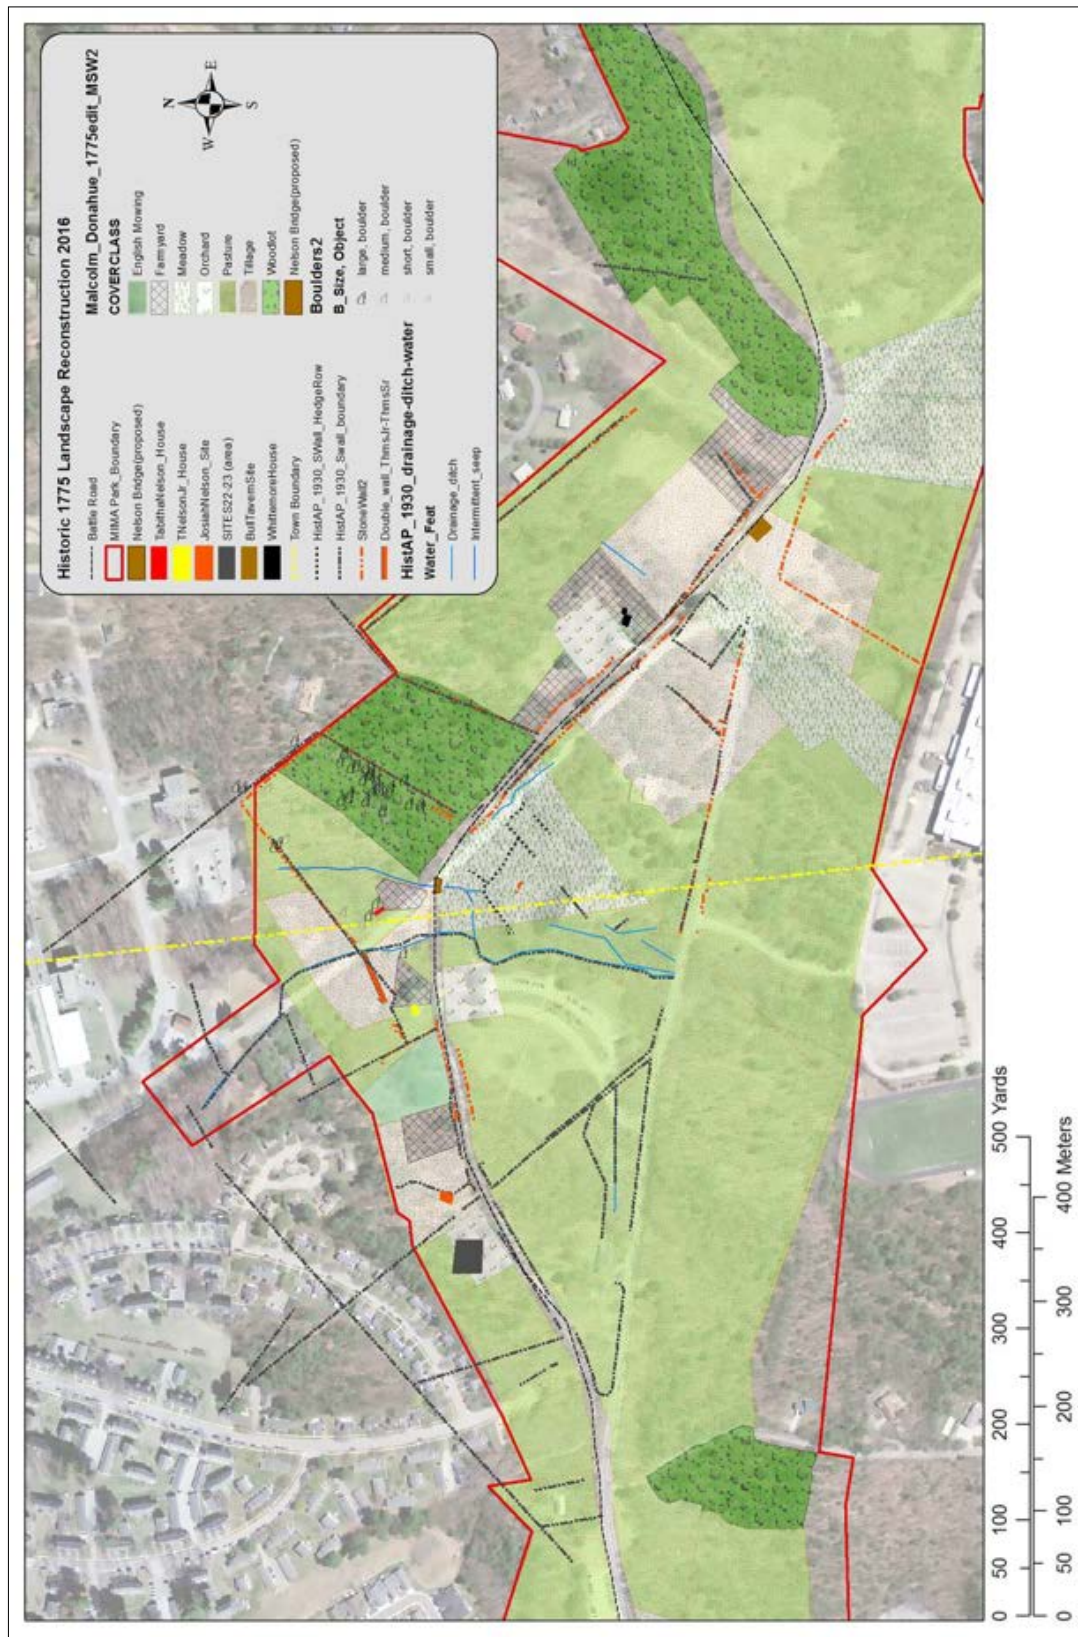 Historic 1775 Landscape Reconstruction 2016
Battle Road
MIMA Park_Boundary
Nelson Bridge(proposed)
TabithaNelson_House
TNelsonJr_House
JosiahNelson_Site
SITES22-23 (area)
BullTavernSite
WhittemoreHouse
Town Boundary
HistAP_1930_SWall_HedgeRow
HistAP_1930_Swall_boundary
StoneWall2
Double_wall_ThmsJr-ThmsSr
HistAP_1930_drainage-ditch-water
Water_Feat
Drainage_ditch
Intermittent_seep
Malcolm_Donahue_1775edit_MSW2
COVERCLASS
English Mowing
Farmyard
Meadow
Orchard
Pasture
Tillage
Woodlot
Nelson Bridge(proposed)
Boulders2
B_Size, Object
large, boulder
medium, boulder
short, boulder
small, boulder
N
W E
S
0 50 100 200 300 400 500 Yards
0 50 100 200 300 400 Meters